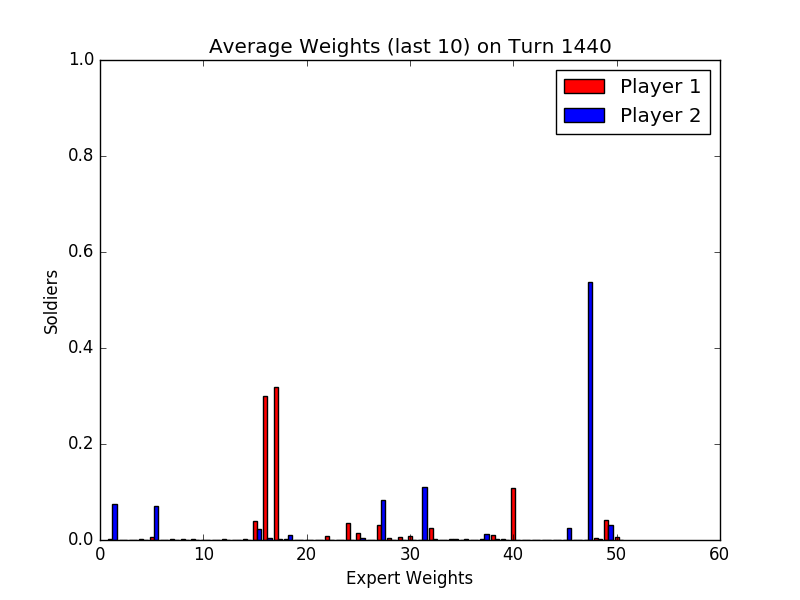 Average Weights (last 10) on Turn 1440
1.0
Player 1
Player 2
0.8
0.6
Soldiers
0.4
0.2
0.0
0 10 20 30 40 50 60
Expert Weights